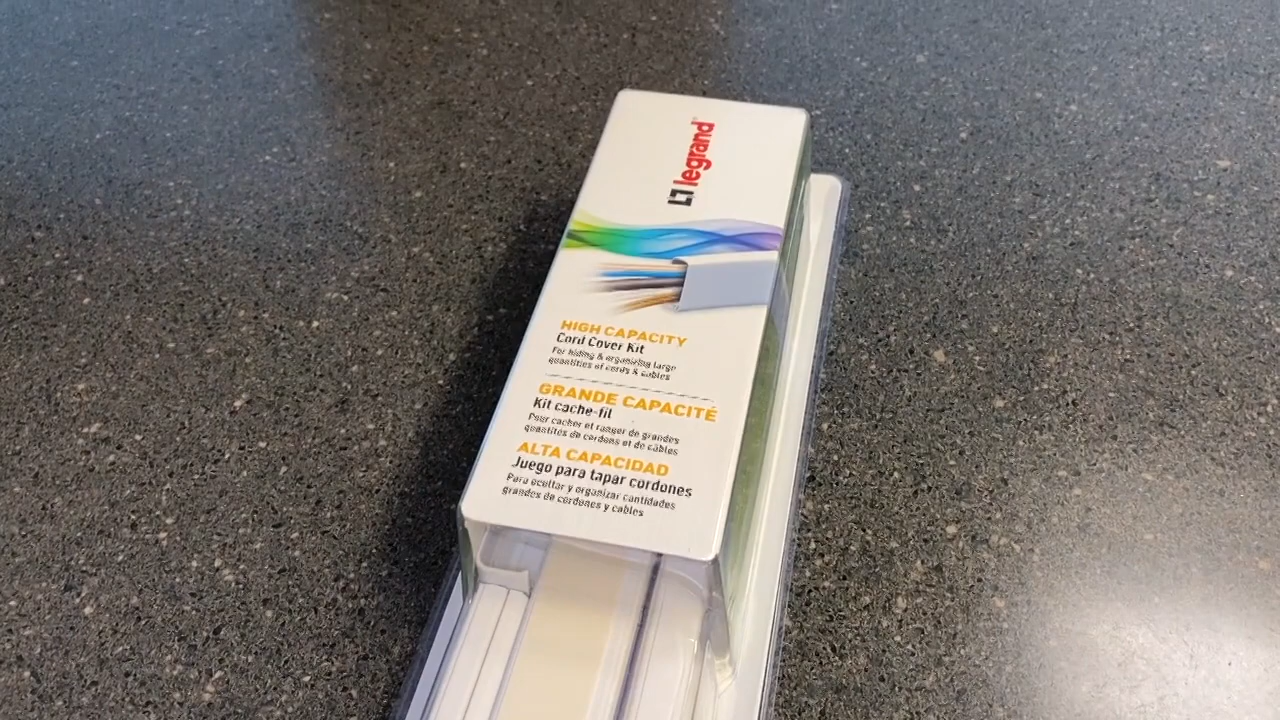 legrand®
HIGH CAPACITY
Cord Cover Kit
For hiding & organizing large
quantities of cords & cables
GRANDE CAPACITÉ
Kit cache-fil
Pour cacher et ranger de grandes
quantités de cordons et de câbles
ALTA CAPACIDAD
Juego para tapar cordones
Para ocultar y organizar cantidades
grandes de cordones y cables